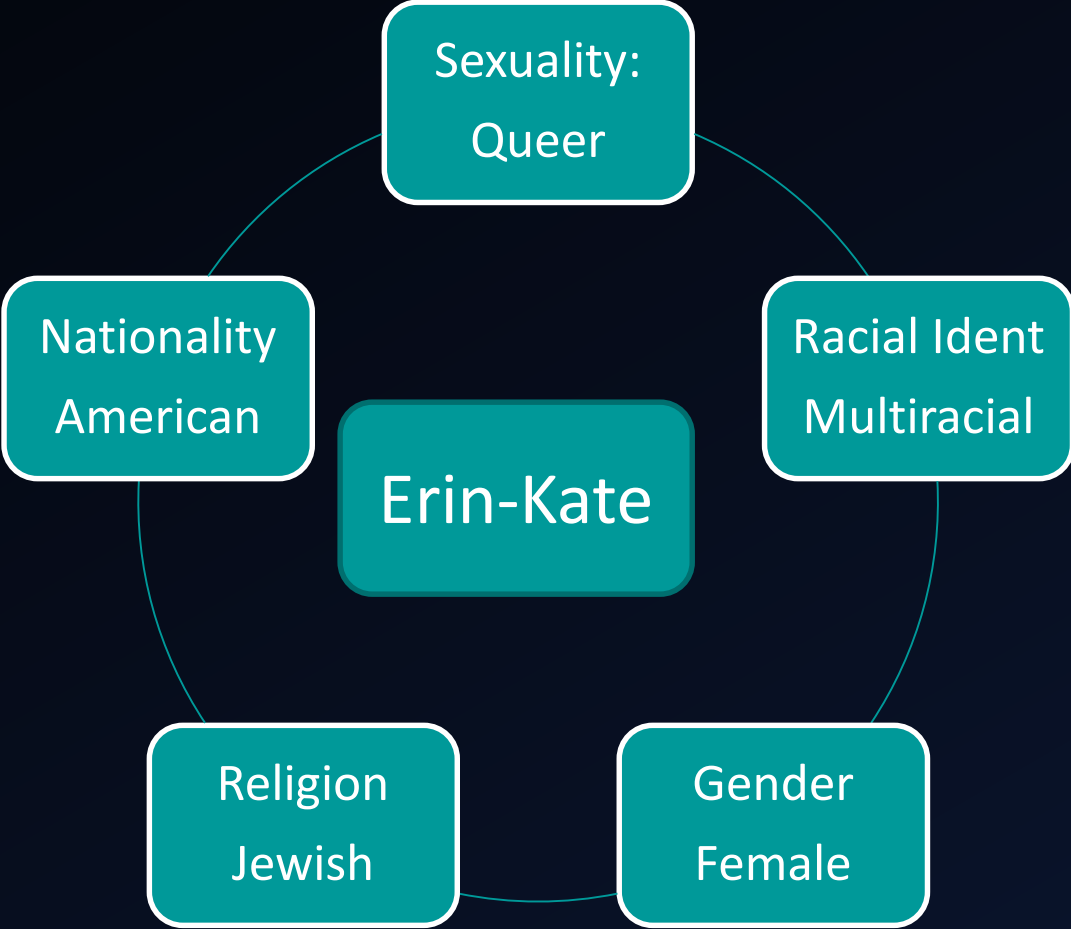 Sexuality:
Queer
Nationality
American
Racial Ident
Multiracial
Erin-Kate
Religion
Jewish
Gender
Female